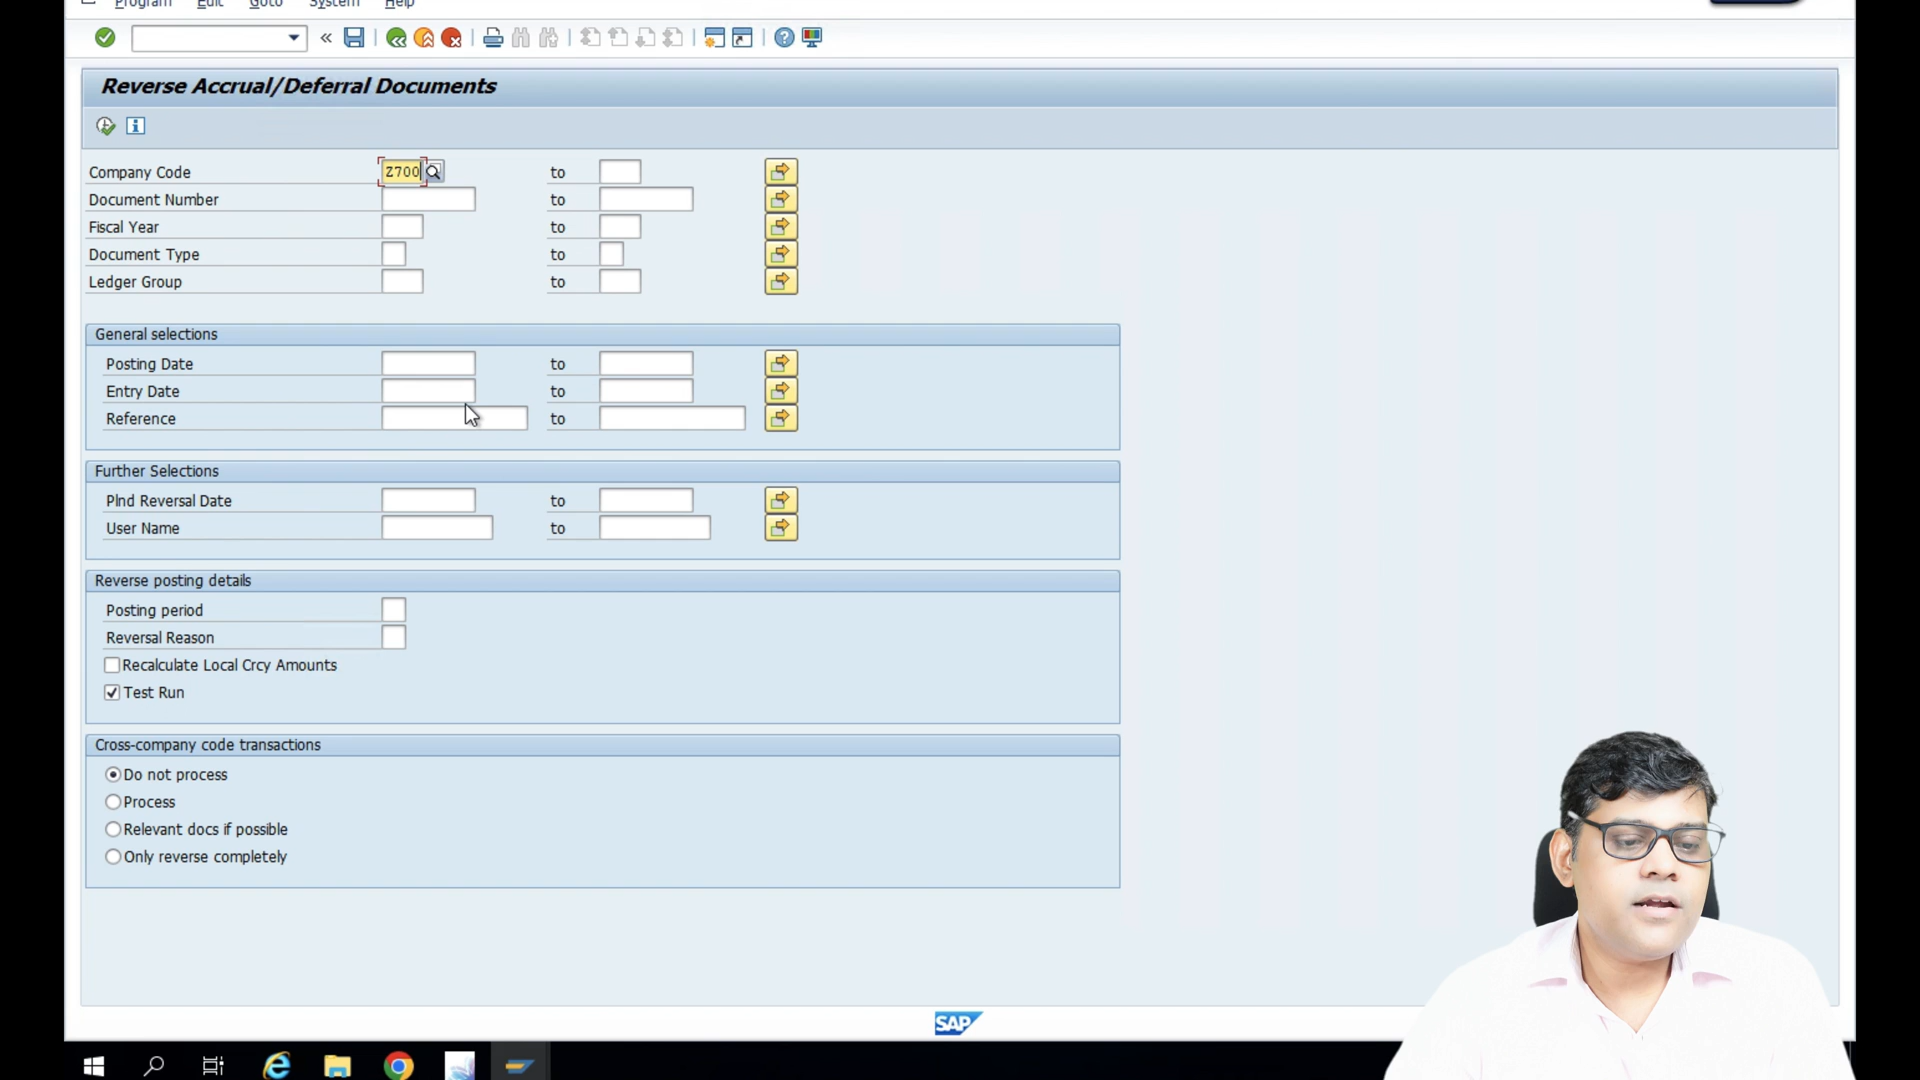 Program Edit Goto System Help
Reverse Accrual/Deferral Documents
Company Code Z700 to
Document Number to
Fiscal Year to
Document Type to
Ledger Group to
General selections
Posting Date to
Entry Date to
Reference to
Further Selections
Plnd Reversal Date to
User Name to
Reverse posting details
Posting period
Reversal Reason
Recalculate Local Crcy Amounts
Test Run
Cross-company code transactions
Do not process
Process
Relevant docs if possible
Only reverse completely
SAP